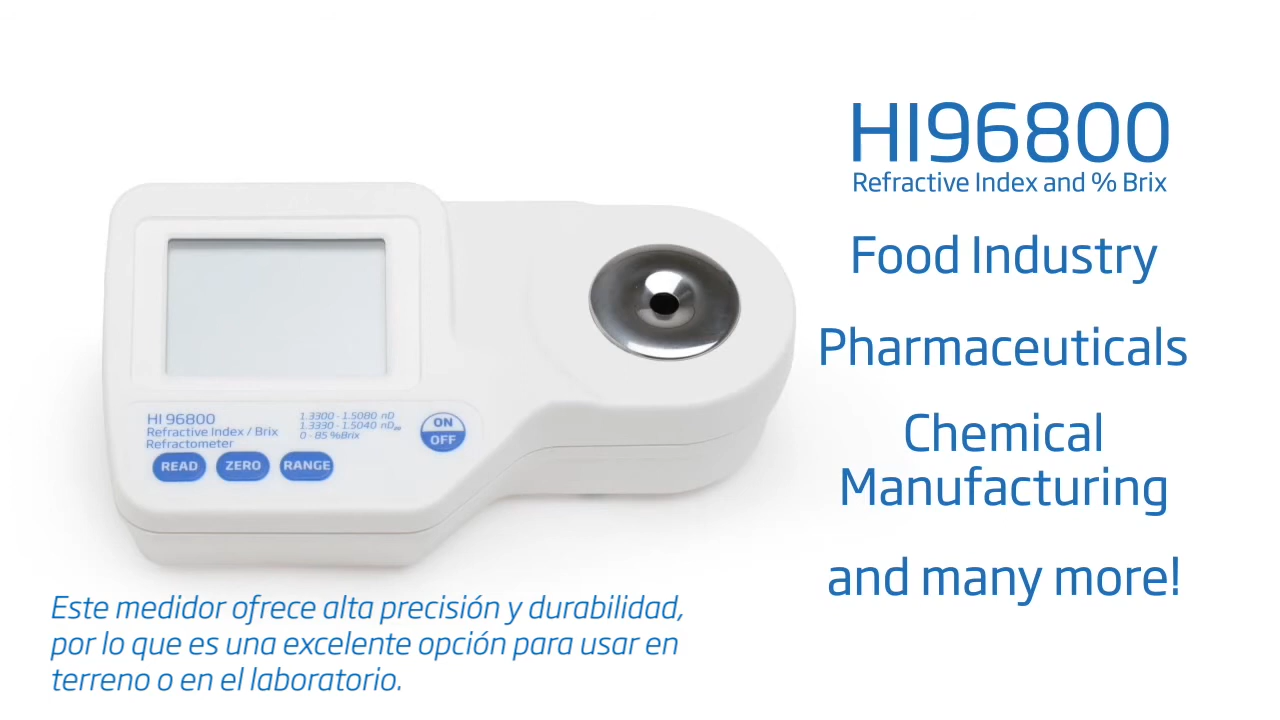 HI96800
Refractive Index and % Brix
Food Industry
Pharmaceuticals
Chemical
Manufacturing
and many more!
HI 96800
Refractive Index / Brix
Refractometer
1.3300 - 1.5080 nD
1.3330 - 1.5040 nD₂₀
0 - 85 %Brix
ON
OFF
READ ZERO RANGE
Este medidor ofrece alta precisión y durabilidad,
por lo que es una excelente opción para usar en
terreno o en el laboratorio.